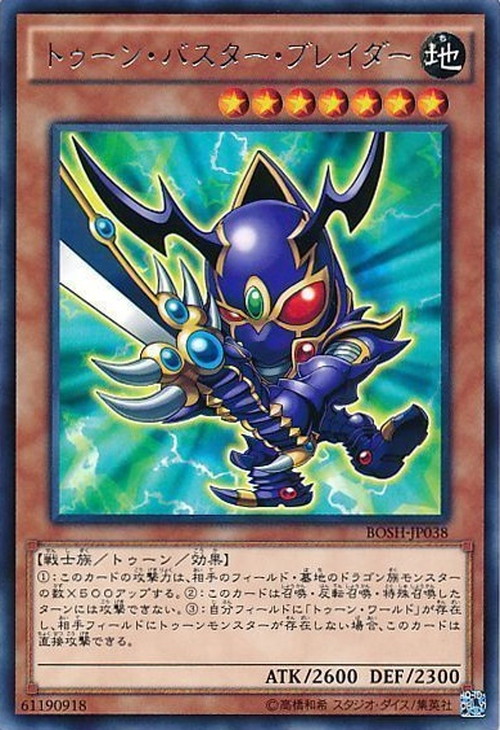 トゥーン・バスター・ブレイダー
地
BOSH-JP038
【戦士族/トゥーン/効果】
①:このカードの攻撃力は、相手のフィールド・墓地のドラゴン族モンスター
の数×500アップする。②:このカードは召喚・反転召喚・特殊召喚した
ターンには攻撃できない。③:自分フィールドに「トゥーン・ワールド」が存在
し、相手フィールドにトゥーンモンスターが存在しない場合、このカードは
直接攻撃できる。
ATK/2600 DEF/2300
61190918
©高橋和希 スタジオ・ダイス/集英社